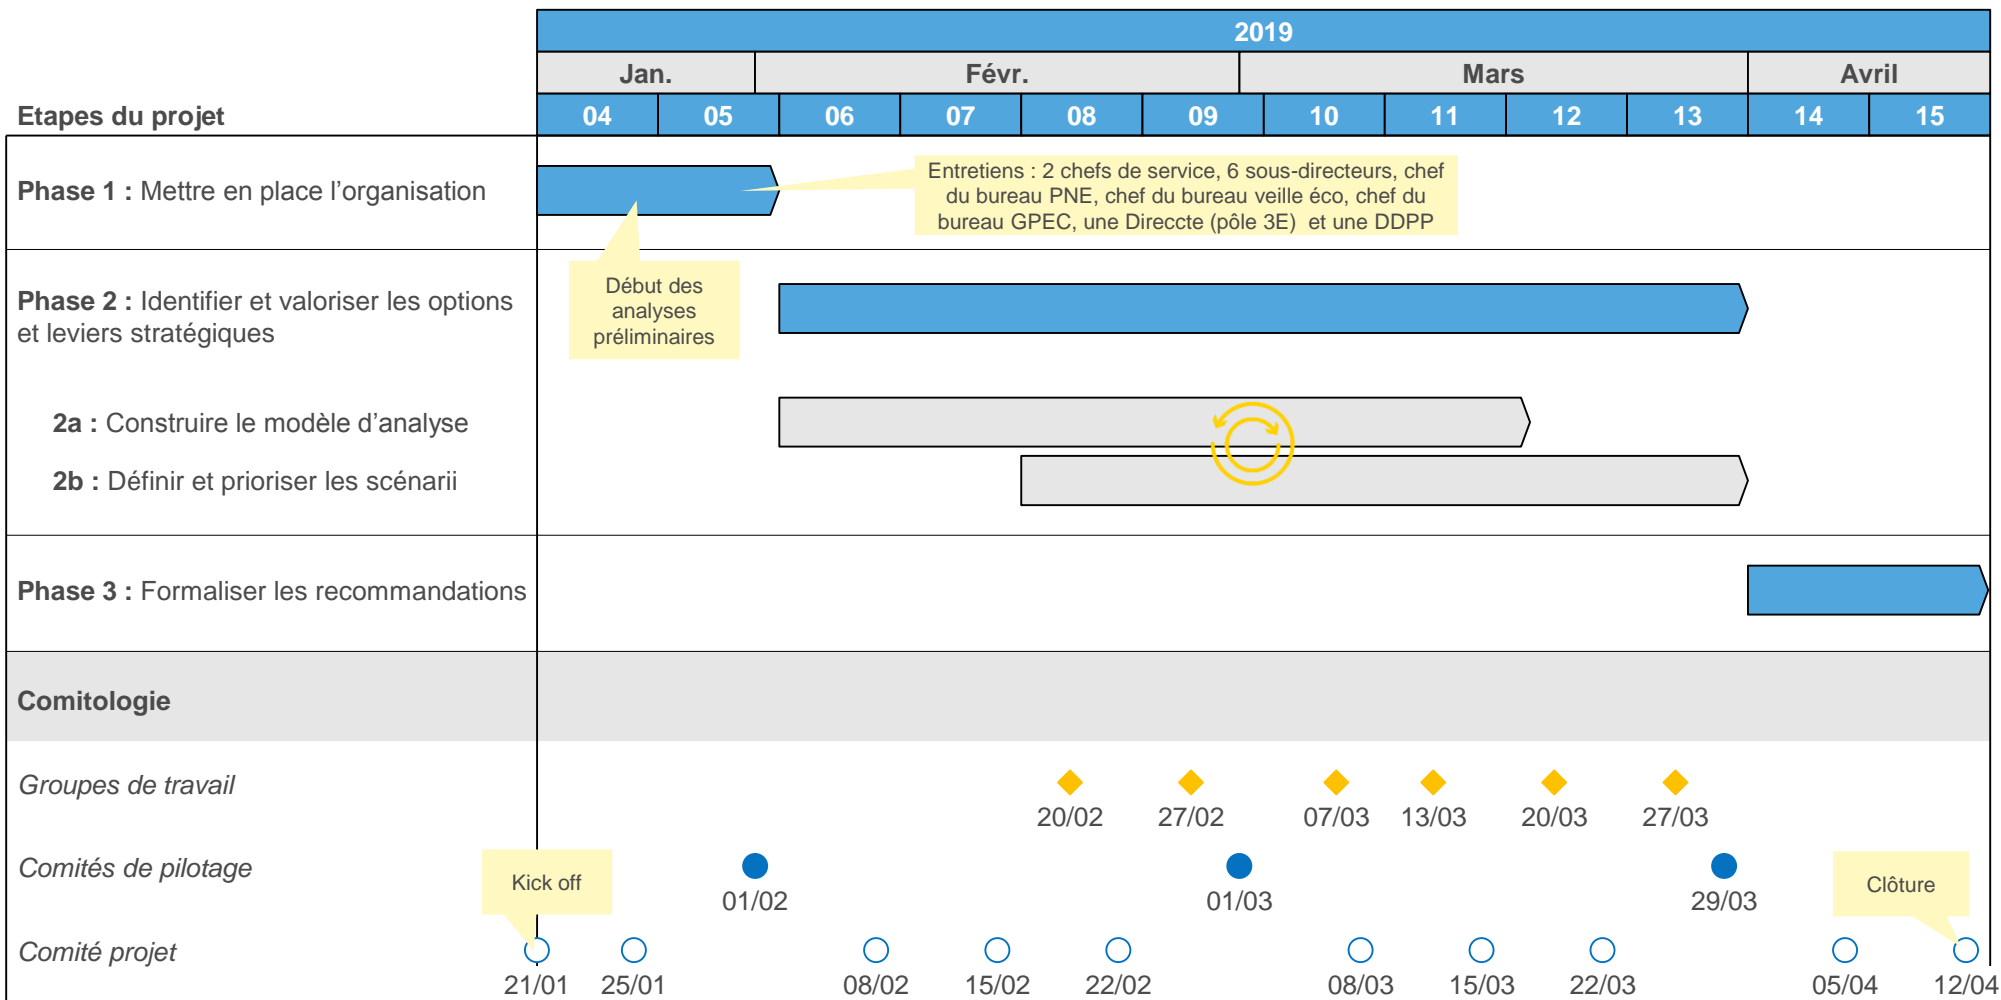 2019
Jan.
Févr.
Mars
Avril
Etapes du projet
04
05
06
07
08
09
10
11
12
13
14
15
Phase 1 : Mettre en place l’organisation
Entretiens : 2 chefs de service, 6 sous-directeurs, chef
du bureau PNE, chef du bureau veille éco, chef du
bureau GPEC, une Direccte (pôle 3E) et une DDPP
Début des
analyses
préliminaires
Phase 2 : Identifier et valoriser les options
et leviers stratégiques
2a : Construire le modèle d’analyse
2b : Définir et prioriser les scénarii
Phase 3 : Formaliser les recommandations
Comitologie
Groupes de travail
20/02
27/02
07/03
13/03
20/03
27/03
Comités de pilotage
Kick off
01/02
01/03
29/03
Clôture
Comité projet
21/01
25/01
08/02
15/02
22/02
08/03
15/03
22/03
05/04
12/04